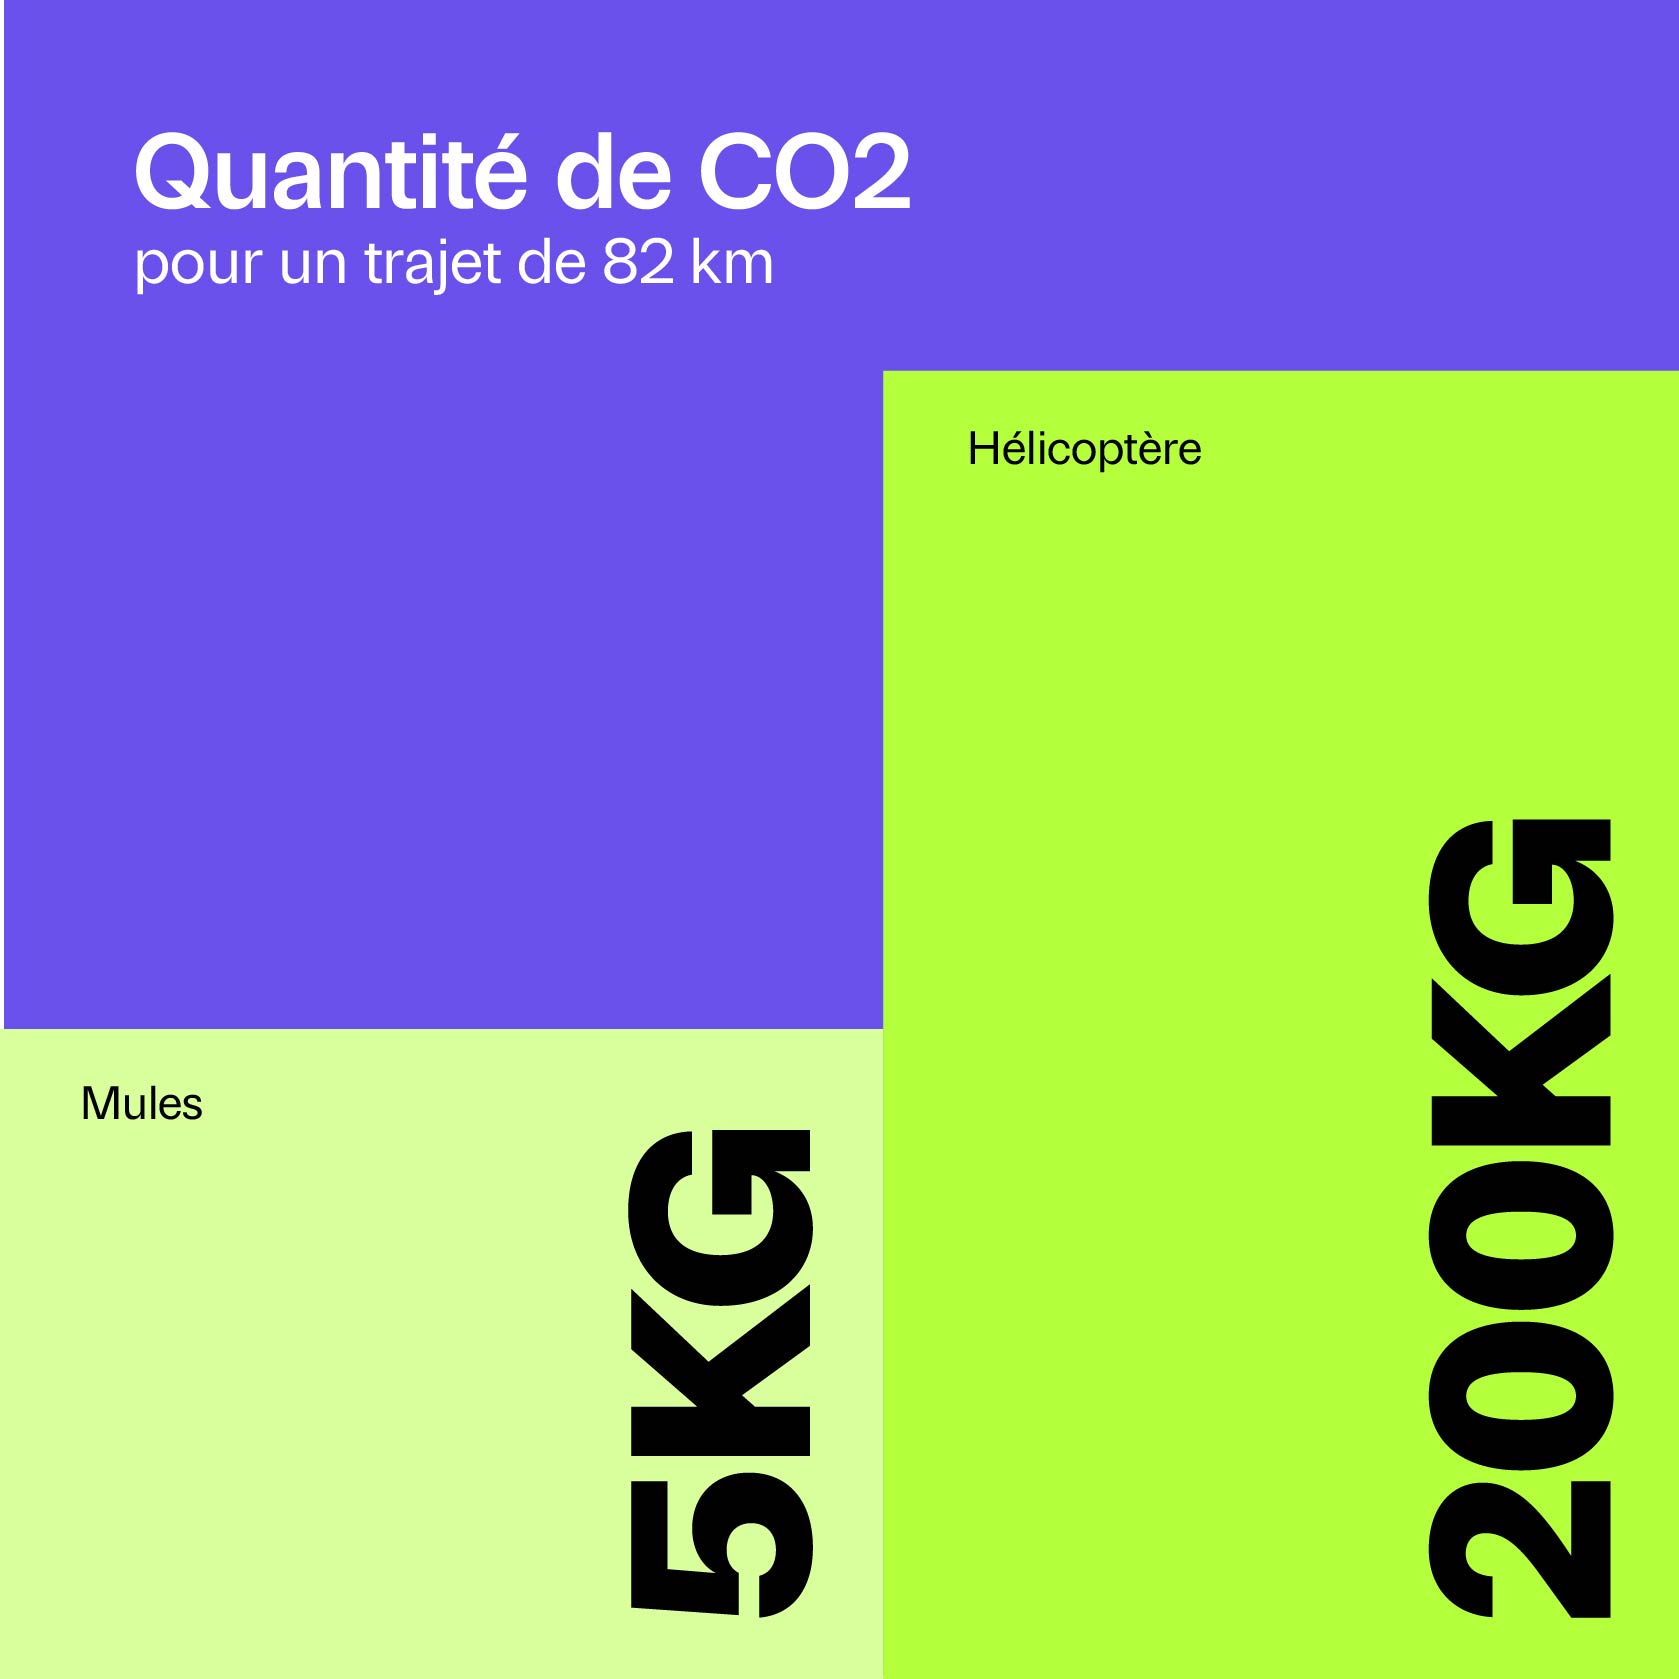 Quantité de CO2
pour un trajet de 82 km
Hélicoptère
Mules
5KG
200KG